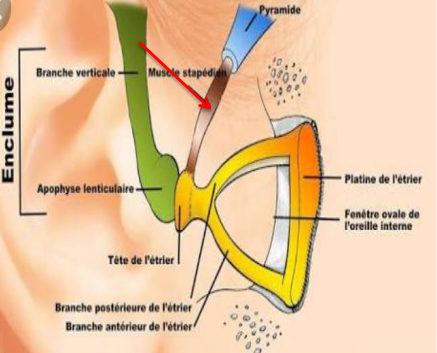 Pyramide
Branche verticale
Muscle stapédien
Enclume
Apophyse lenticulaire
Platine de l'étrier
Fenêtre ovale de
l'oreille interne
Tête de l'étrier
Branche postérieure de l'étrier
Branche antérieur de l'étrier